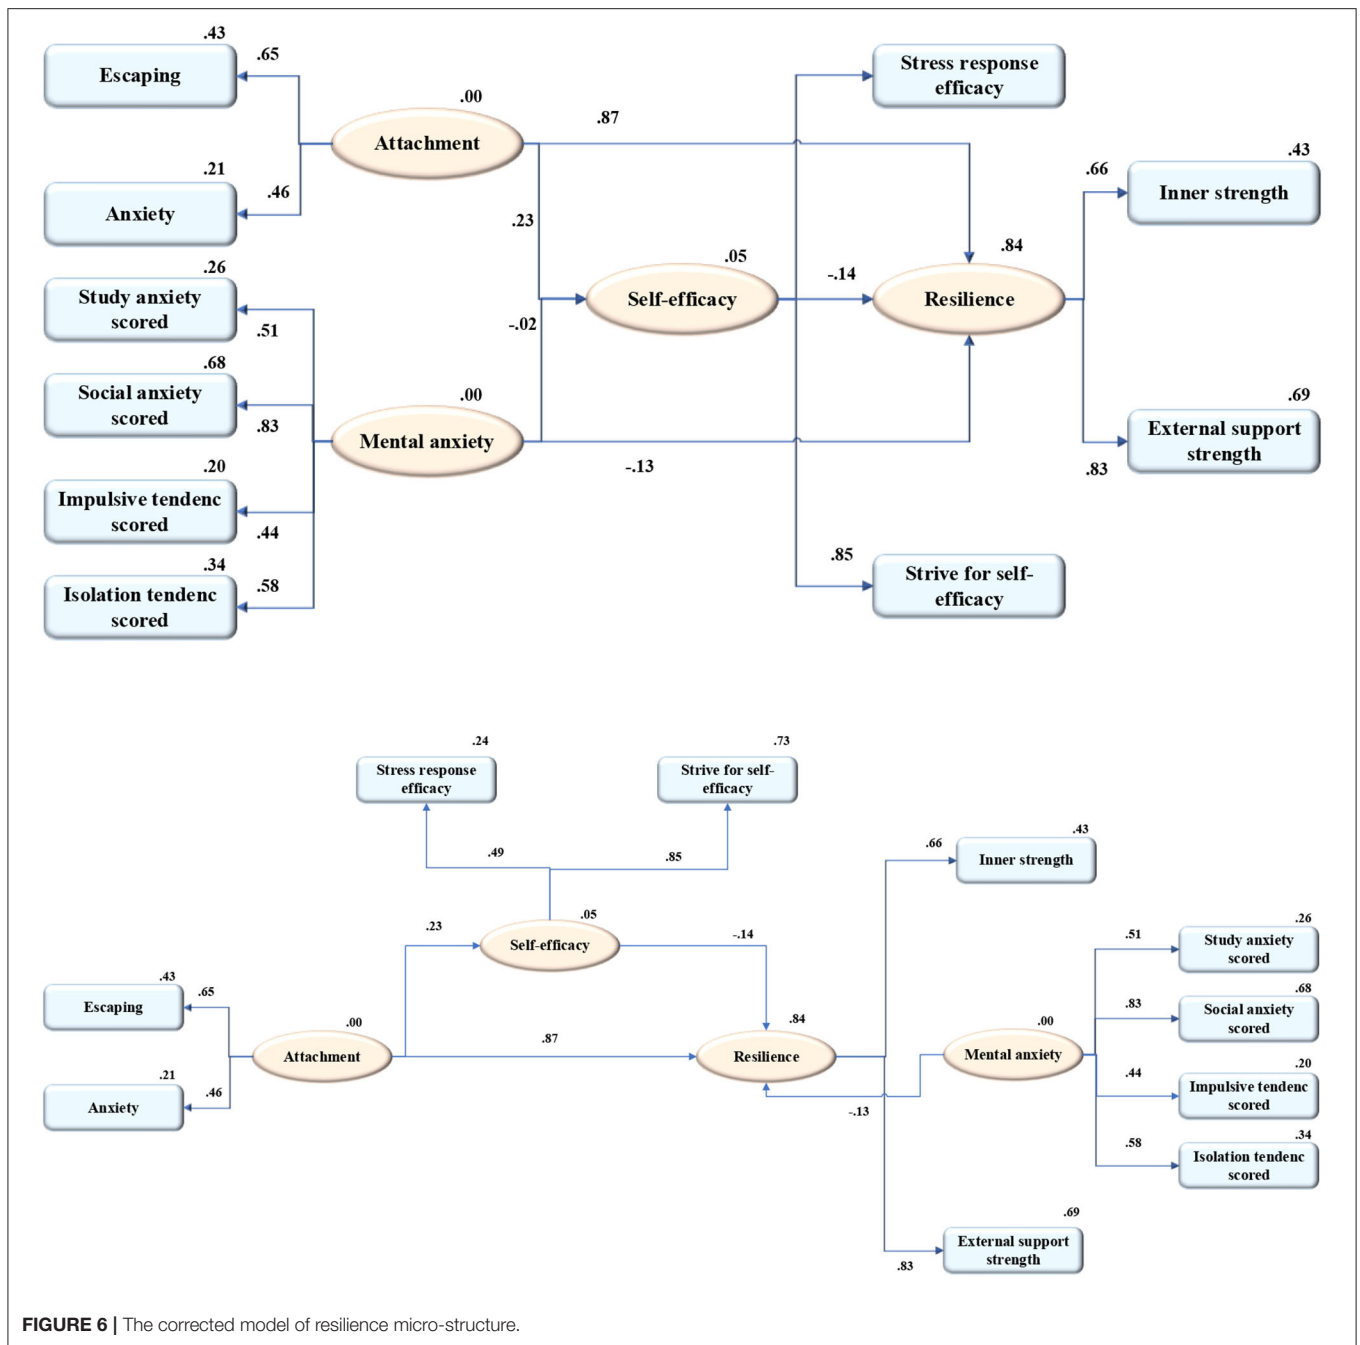 .43
.65
Escaping
.00
Attachment
.87
Stress response
efficacy
.21
.46
Anxiety
.23
.66
.43
Inner strength
.26
Study anxiety
scored
.51
.05
Self-efficacy
-.02
-.14
.84
Resilience
.68
Social anxiety
scored
.83
.00
Mental anxiety
-.13
.69
External support
strength
.83
.20
Impulsive tendenc
scored
.44
.34
Isolation tendenc
scored
.58
.85
Strive for self-
efficacy
.24
Stress response
efficacy
.73
Strive for self-
efficacy
.49
.85
.66
.43
Inner strength
.23
.05
Self-efficacy
-.14
.26
.51
Study anxiety
scored
.43
.65
Escaping
.00
Attachment
.87
.84
Resilience
.00
Mental anxiety
.68
.83
Social anxiety
scored
.21
.46
Anxiety
-.13
.20
.44
Impulsive tendenc
scored
.34
.58
Isolation tendenc
scored
.69
External support
strength
.83
FIGURE 6 | The corrected model of resilience micro-structure.